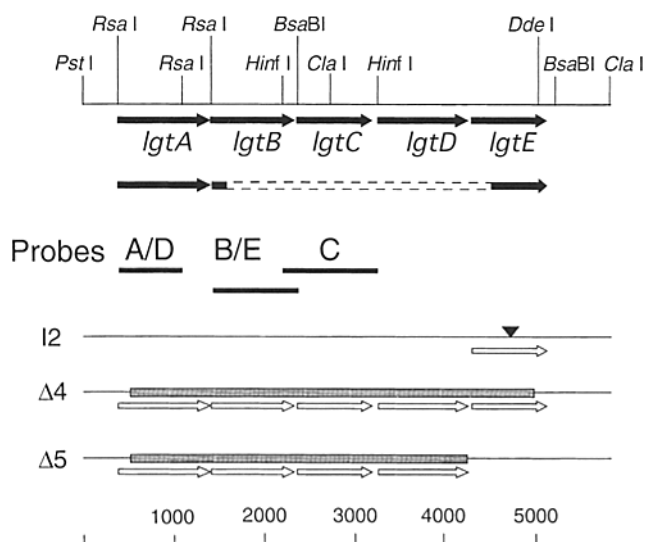 Rsa I Rsa I BsaBI Dde I
Pst I Rsa I Hinf I Cla I Hinf I BsaBI Cla I
lgtA lgtB lgtC lgtD lgtE
Probes A/D B/E C
I2
Δ4
Δ5
1000 2000 3000 4000 5000